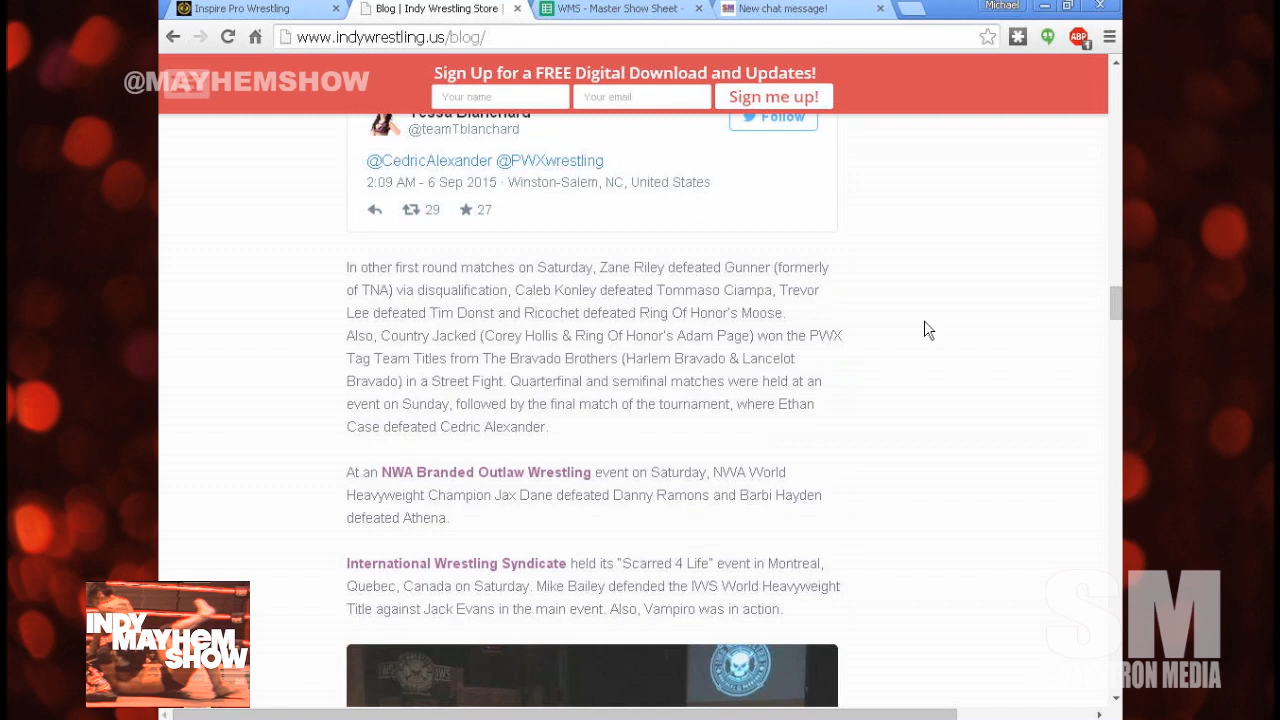 Inspire Pro Wrestling
Blog | Indy Wrestling Store |
WMS - Master Show Sheet -
New chat message!
Michael
www.indywrestling.us/blog/
ABP
1
@MAYHEMSHOW
Sign Up for a FREE Digital Download and Updates!
Your name
Your email
Sign me up!
Tessa Blanchard
Follow
@teamTblanchard
@CedricAlexander @PWXwrestling
2:09 AM - 6 Sep 2015 · Winston-Salem, NC, United States
29
27
In other first round matches on Saturday, Zane Riley defeated Gunner (formerly
of TNA) via disqualification, Caleb Konley defeated Tommaso Ciampa, Trevor
Lee defeated Tim Donst and Ricochet defeated Ring Of Honor's Moose.
Also, Country Jacked (Corey Hollis & Ring Of Honor's Adam Page) won the PWX
Tag Team Titles from The Bravado Brothers (Harlem Bravado & Lancelot
Bravado) in a Street Fight. Quarterfinal and semifinal matches were held at an
event on Sunday, followed by the final match of the tournament, where Ethan
Case defeated Cedric Alexander.
At an NWA Branded Outlaw Wrestling event on Saturday, NWA World
Heavyweight Champion Jax Dane defeated Danny Ramons and Barbi Hayden
defeated Athena.
International Wrestling Syndicate held its "Scarred 4 Life" event in Montreal,
Quebec, Canada on Saturday. Mike Bailey defended the IWS World Heavyweight
Title against Jack Evans in the main event. Also, Vampiro was in action.
INDY
MAYHEM
SHOW
SM
MEDIA